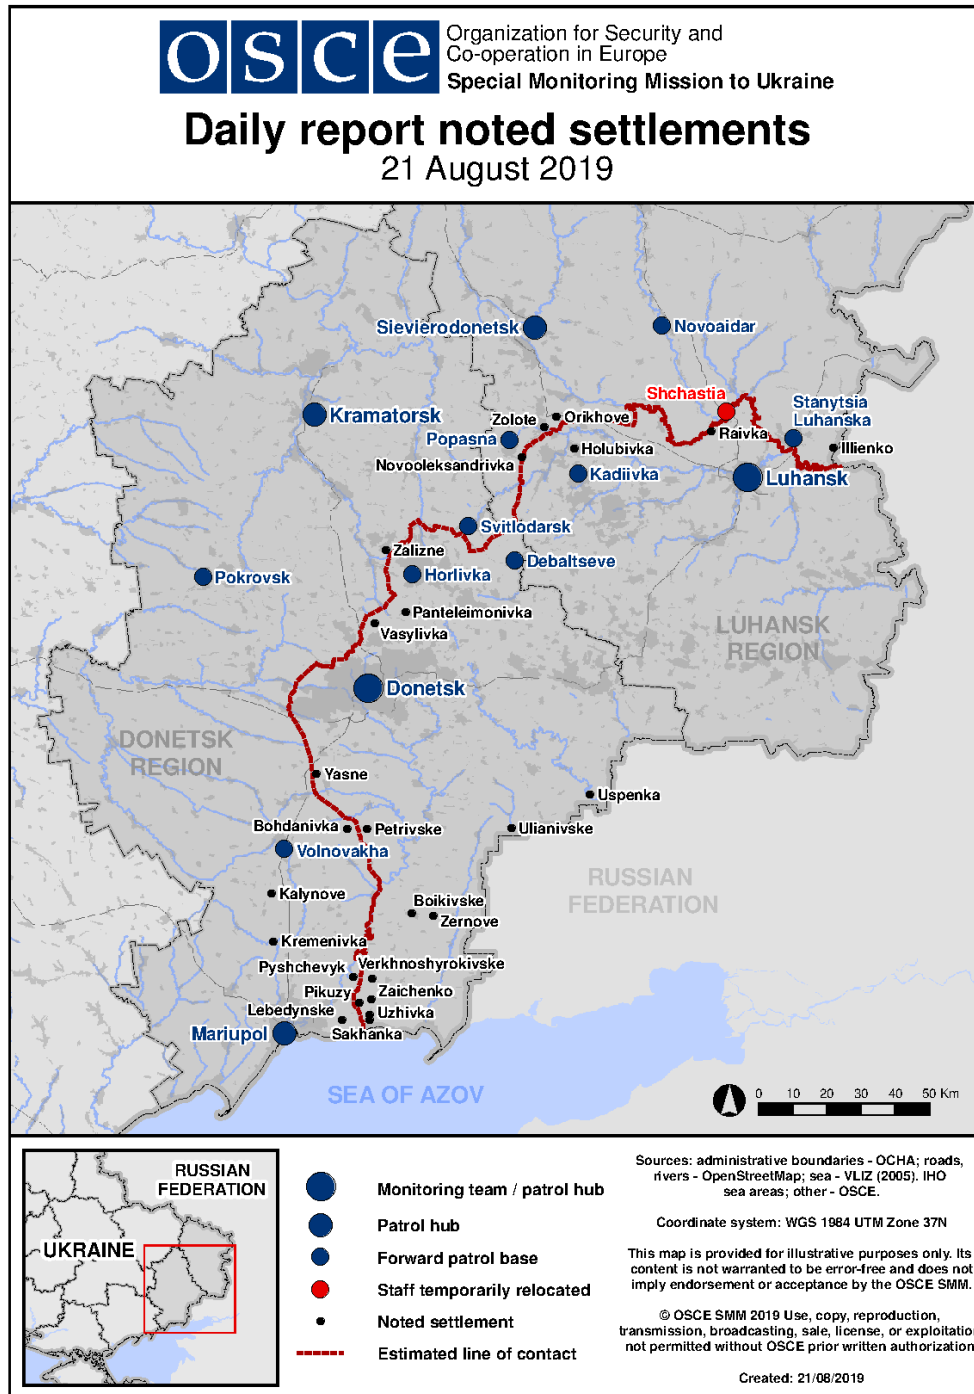 osce
Organization for Security and
Co-operation in Europe
Special Monitoring Mission to Ukraine
Daily report noted settlements
21 August 2019
Sievierodonetsk
Novoaidar
Shchastia
Stanytsia
Luhanska
Kramatorsk
Zolote
Orikhove
Popasna
Raivka
Holubivka
Illienko
Novooleksandrivka
Kadiivka
Luhansk
Svitlodarsk
Zalizne
Debaltseve
Pokrovsk
Horlivka
Panteleimonivka
Vasylivka
LUHANSK
REGION
Donetsk
DONETSK
REGION
Yasne
Uspenka
Bohdanivka
Petrivske
Ulianivske
Volnovakha
RUSSIAN
FEDERATION
Kalynove
Boikivske
Zernove
Kremenivka
Verkhnoshyrokivske
Pyshchevyk
Pikuzy
Zaichenko
Lebedynske
Uzhivka
Mariupol
Sakhanka
SEA OF AZOV
0 10 20 30 40 50 Km
RUSSIAN
FEDERATION
UKRAINE
Monitoring team / patrol hub
Patrol hub
Forward patrol base
Staff temporarily relocated
Noted settlement
Estimated line of contact
Sources: administrative boundaries - OCHA; roads,
rivers - OpenStreetMap; sea - VLIZ (2005). IHO
sea areas; other - OSCE.
Coordinate system: WGS 1984 UTM Zone 37N
This map is provided for illustrative purposes only. Its
content is not warranted to be error-free and does not
imply endorsement or acceptance by the OSCE SMM.
© OSCE SMM 2019 Use, copy, reproduction,
transmission, broadcasting, sale, license, or exploitation
not permitted without OSCE prior written authorization
Created: 21/08/2019